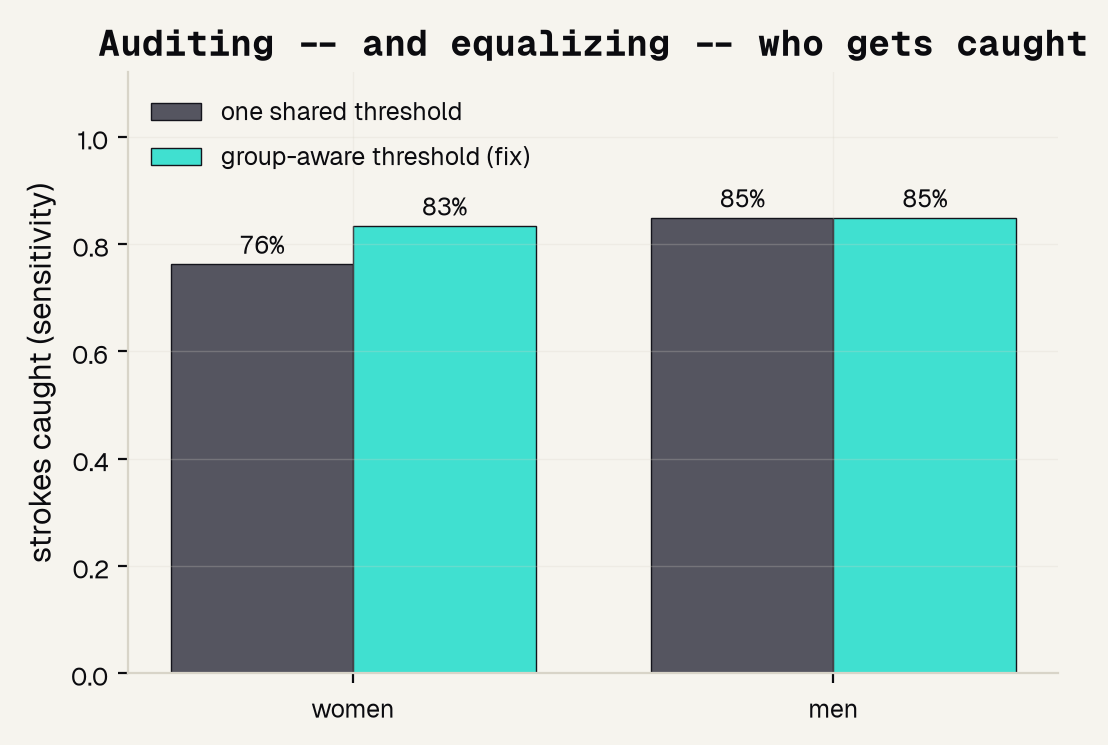 Auditing -- and equalizing -- who gets caught
one shared threshold
group-aware threshold (fix)
strokes caught (sensitivity)
1.0
0.8
0.6
0.4
0.2
0.0
76%
83%
85%
85%
women
men